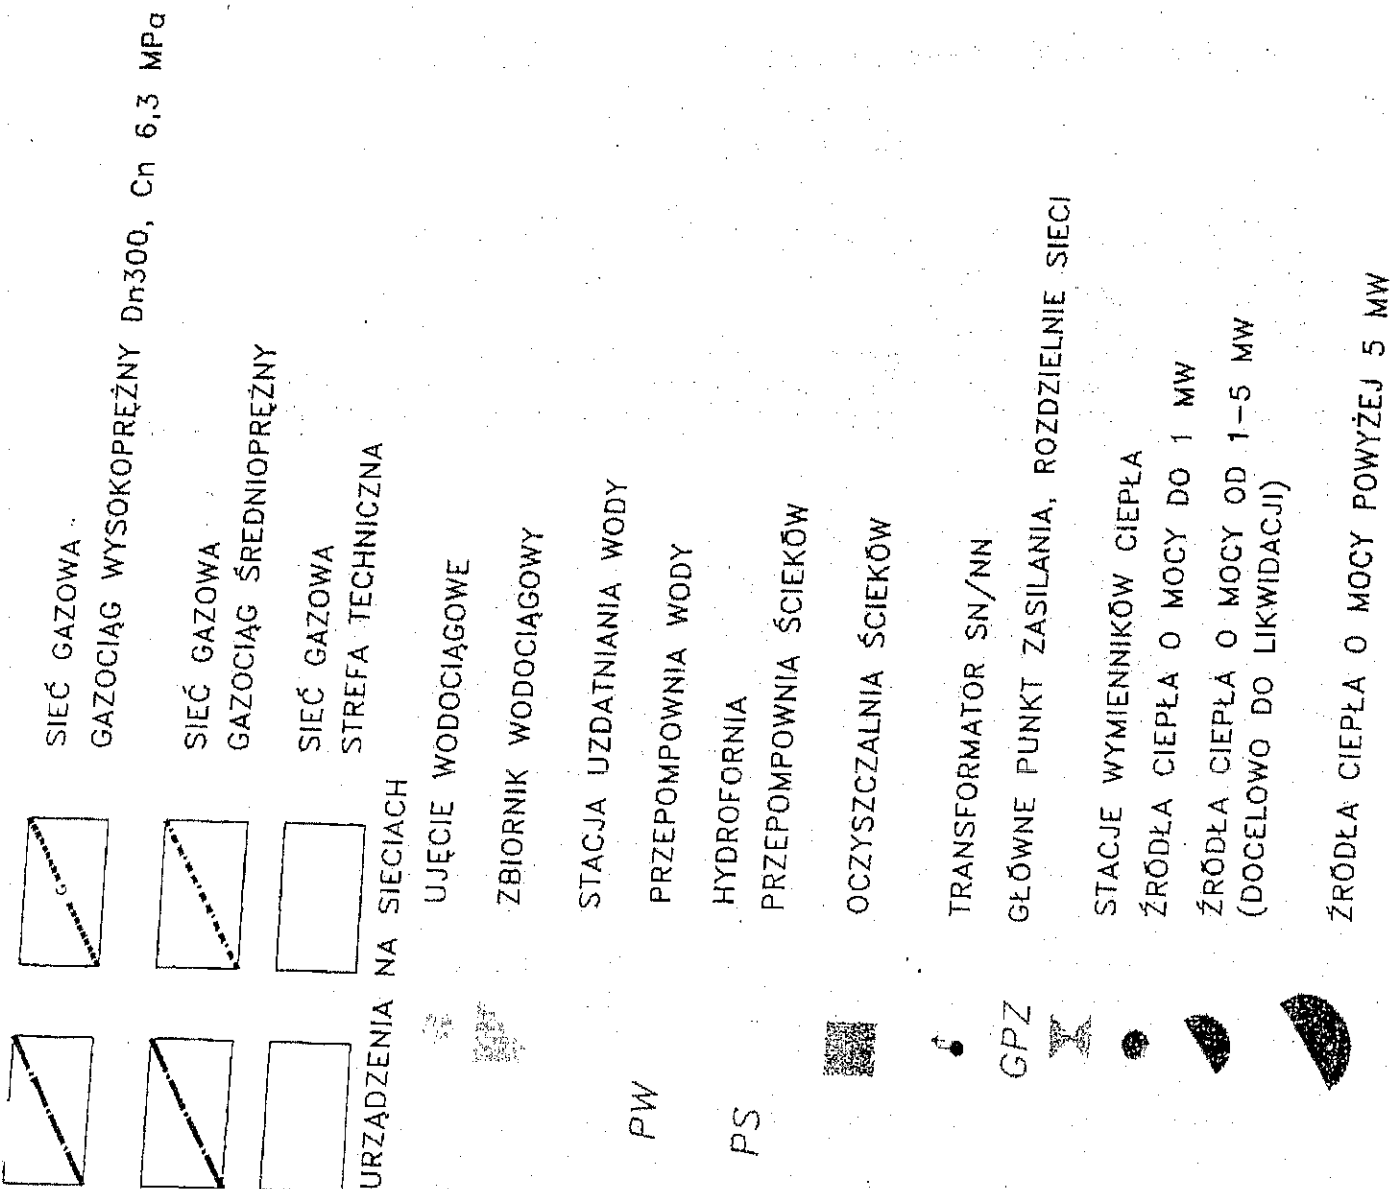 SIEĆ GAZOWA
GAZOCIĄG WYSOKOPRĘŻNY Dn300, Cn 6,3 MPa
G
SIEĆ GAZOWA
GAZOCIĄG ŚREDNIOPRĘŻNY
SIEĆ GAZOWA
STREFA TECHNICZNA
URZĄDZENIA NA SIECIACH
UJĘCIE WODOCIĄGOWE
ZBIORNIK WODOCIĄGOWY
STACJA UZDATNIANIA WODY
PW PRZEPOMPOWNIA WODY
HYDROFORNIA
PS PRZEPOMPOWNIA ŚCIEKÓW
OCZYSZCZALNIA ŚCIEKÓW
TRANSFORMATOR SN/NN
GPZ GŁÓWNE PUNKT ZASILANIA, ROZDZIELNIE SIECI
STACJE WYMIENNIKÓW CIEPŁA
ŹRÓDŁA CIEPŁA O MOCY DO 1 MW
ŹRÓDŁA CIEPŁA O MOCY OD 1-5 MW
(DOCELOWO DO LIKWIDACJI)
ŹRÓDŁA CIEPŁA O MOCY POWYŻEJ 5 MW